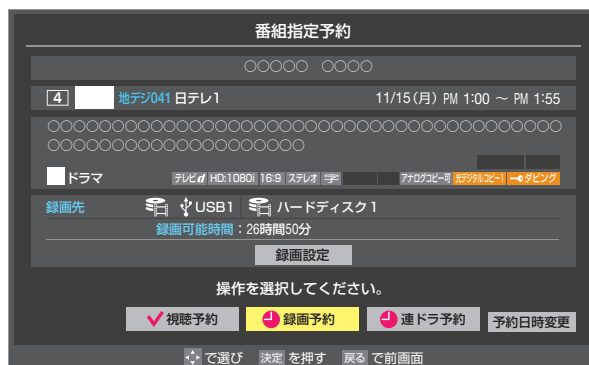 番組指定予約
○○○○○ ○○○○
4 地デジ041 日テレ1 11/15(月) PM 1:00 ～ PM 1:55
○○○○○○○○○○○○○○○○○○○○○○○○○○○○○○○○○○○○○○○○
○○○○○○○○○○○○○○○○○○○○
ドラマ テレビd HD:1080i 16:9 ステレオ 字 アナログコピー可 光デジタルコピー1 ダビング
録画先 USB1 ハードディスク1
録画可能時間：26時間50分
録画設定
操作を選択してください。
視聴予約 録画予約 連ドラ予約 予約日時変更
で選び 決定 を押す 戻る で前画面